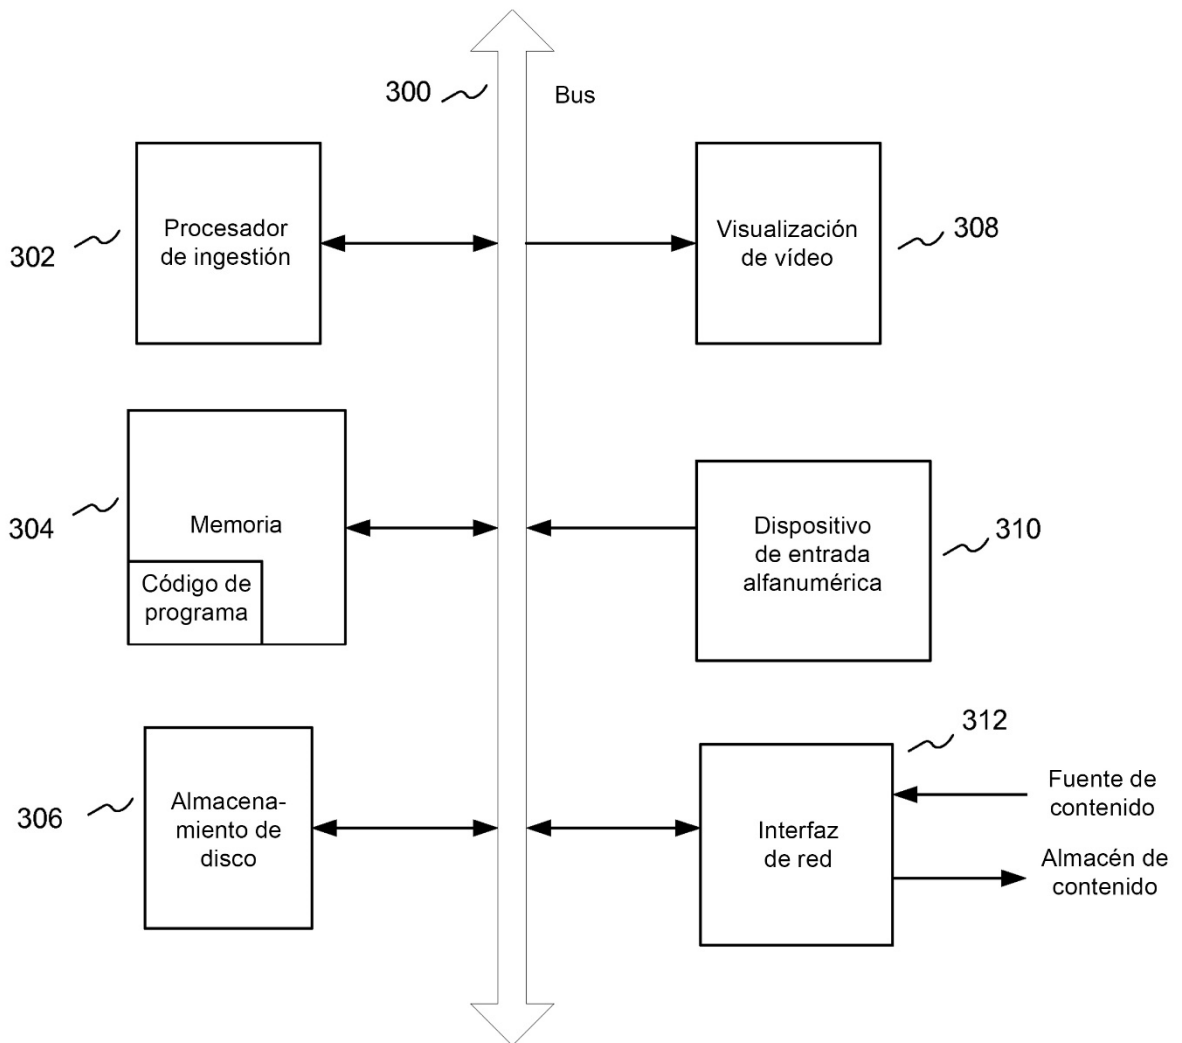 300
Bus
302
Procesador
de ingestión
Visualización
de vídeo
308
304
Memoria
Código de
programa
Dispositivo
de entrada
alfanumérica
310
306
Almacena-
miento de
disco
312
Interfaz
de red
Fuente de
contenido
Almacén de
contenido